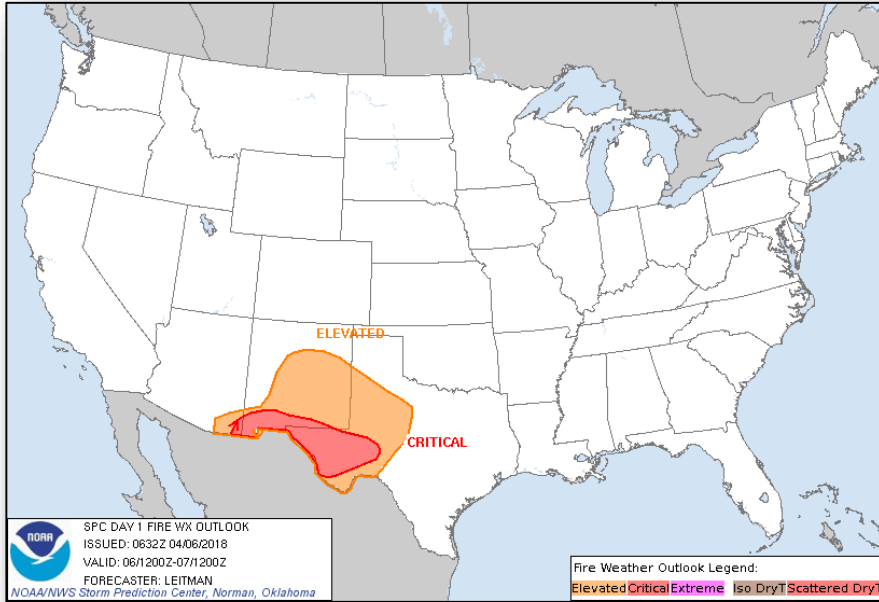 ELEVATED
CRITICAL
NOAA
SPC DAY 1 FIRE WX OUTLOOK
ISSUED: 0632Z 04/06/2018
VALID: 06/1200Z-07/1200Z
FORECASTER: LEITMAN
NOAA/NWS Storm Prediction Center, Norman, Oklahoma
Fire Weather Outlook Legend:
Elevated Critical Extreme Iso DryT Scattered DryT